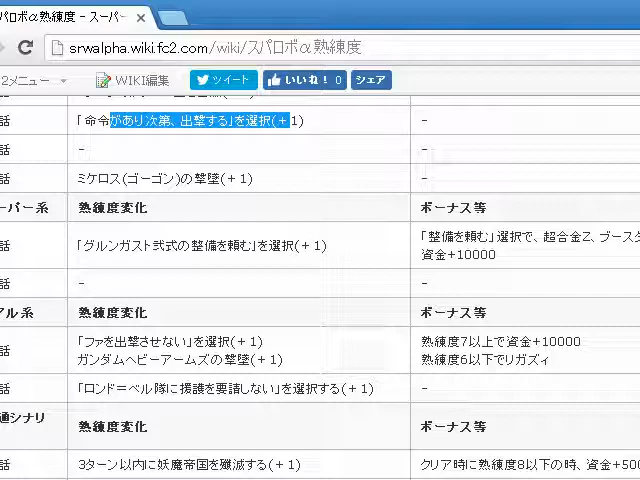 スパロボα熟練度 - スーパー
srwalpha.wiki.fc2.com/wiki/スパロボα熟練度
2メニュー WIKI編集 ツイート いいね！ 0 シェア
話 「命令があり次第、出撃する」を選択(＋1) -
話 - -
話 ミケロス(ゴーゴン)の撃墜(＋1) -
ーパー系 熟練度変化 ボーナス等
話 「グルンガスト弐式の整備を頼む」を選択(＋1) 「整備を頼む」選択で、超合金Z、ブースタ
資金+10000
話 - -
アル系 熟練度変化 ボーナス等
話 「ファを出撃させない」を選択(＋1) 熟練度7以上で資金+10000
ガンダムヘビーアームズの撃墜(＋1) 熟練度6以下でリガズィ
話 「ロンド＝ベル隊に援護を要請しない」を選択する(＋1) -
通シナリ 熟練度変化 ボーナス等
話 3ターン以内に妖魔帝国を殲滅する(＋1) クリア時に熟練度8以下の時、資金+500